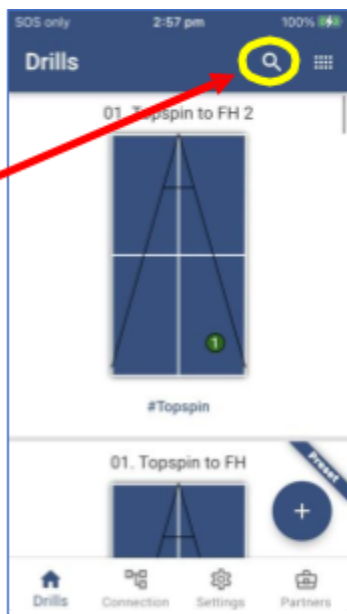 SOS only 2:57 pm 100%
Drills
01. Topspin to FH 2
1
#Topspin
01. Topspin to FH
Preset
+
Drills Connection Settings Partners